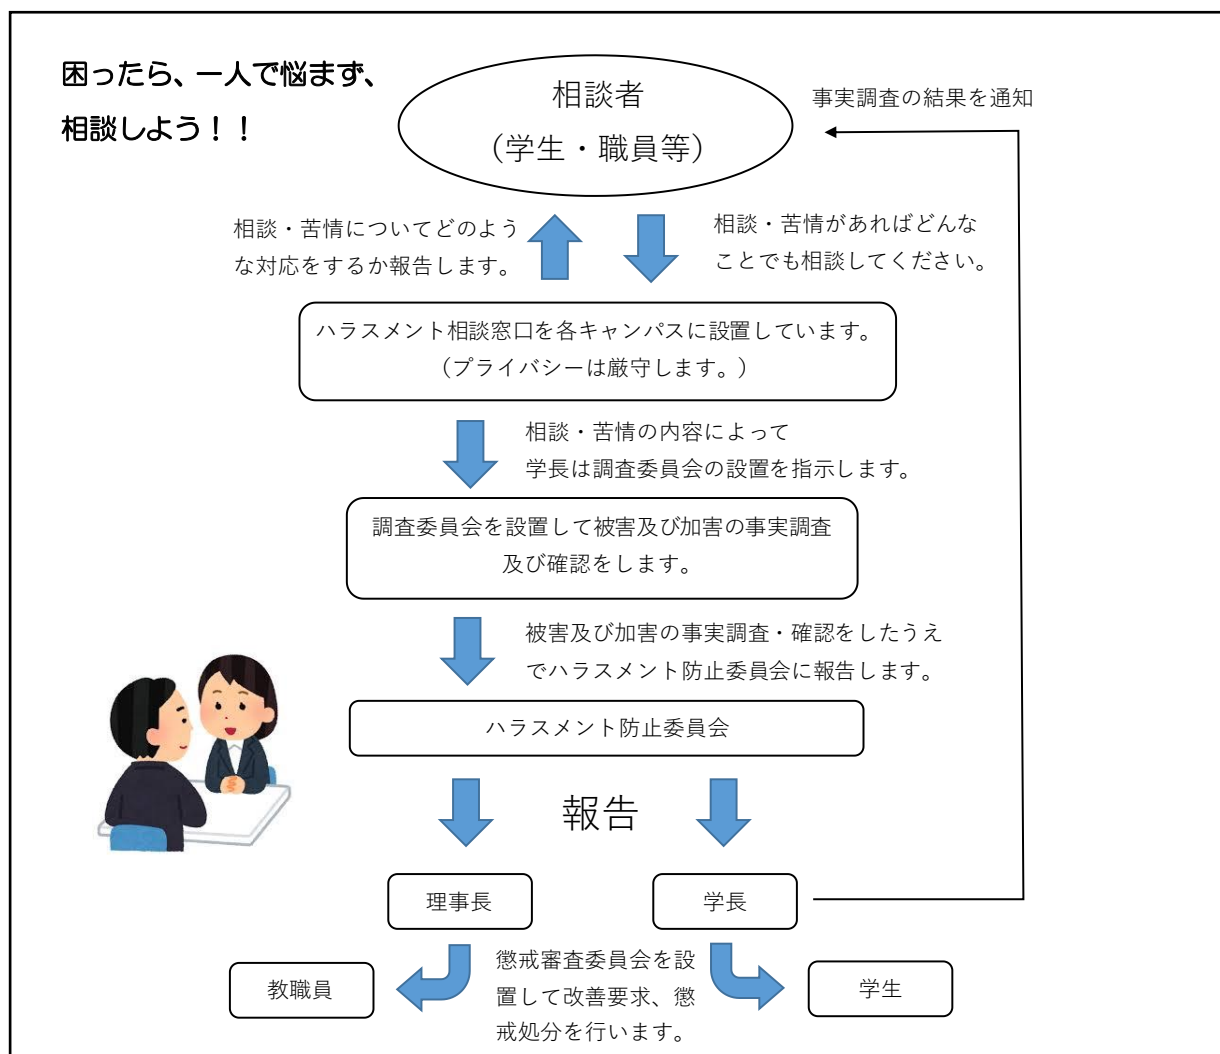 困ったら、一人で悩まず、
相談しよう！！
相談者
（学生・職員等）
事実調査の結果を通知
相談・苦情についてどのよう
な対応をするか報告します。
相談・苦情があればどんな
ことでも相談してください。
ハラスメント相談窓口を各キャンパスに設置しています。
（プライバシーは厳守します。）
相談・苦情の内容によって
学長は調査委員会の設置を指示します。
調査委員会を設置して被害及び加害の事実調査
及び確認をします。
被害及び加害の事実調査・確認をしたうえ
でハラスメント防止委員会に報告します。
ハラスメント防止委員会
報告
理事長
学長
懲戒審査委員会を設
置して改善要求、懲
戒処分を行います。
教職員
学生